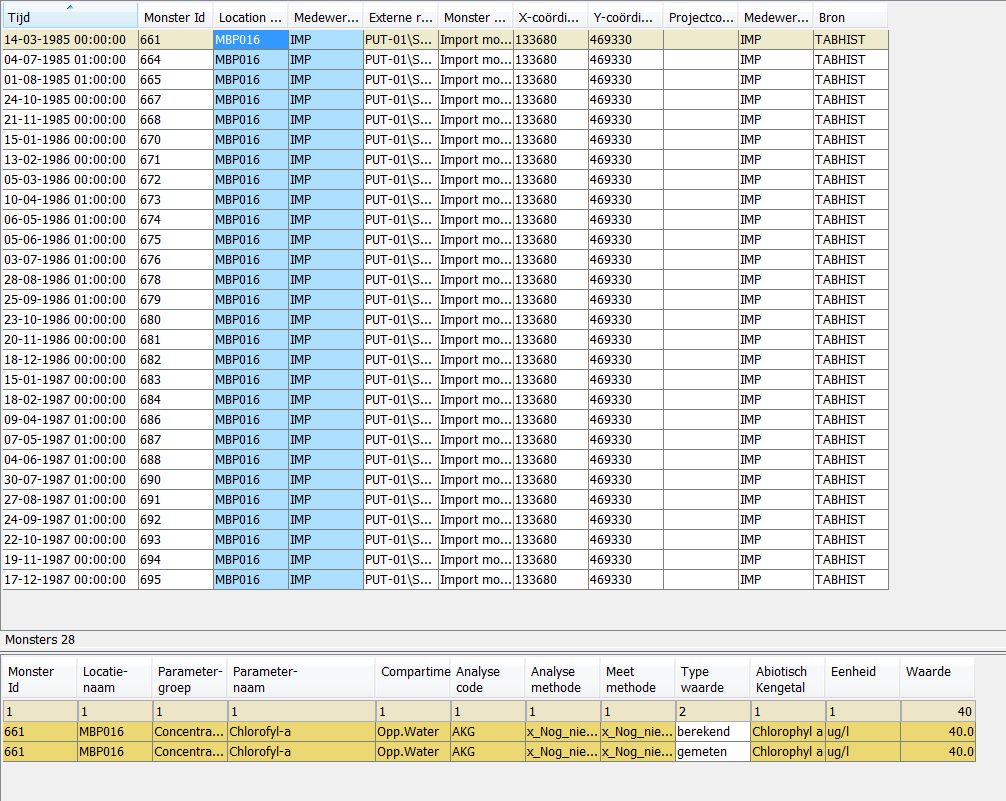 Tijd Monster Id Location ... Medewer... Externe r... Monster ... X-coördi... Y-coördi... Projectco... Medewer... Bron
14-03-1985 00:00:00 661 MBP016 IMP PUT-01\S... Import mo... 133680 469330 IMP TABHIST
04-07-1985 01:00:00 664 MBP016 IMP PUT-01\S... Import mo... 133680 469330 IMP TABHIST
01-08-1985 01:00:00 665 MBP016 IMP PUT-01\S... Import mo... 133680 469330 IMP TABHIST
24-10-1985 01:00:00 667 MBP016 IMP PUT-01\S... Import mo... 133680 469330 IMP TABHIST
21-11-1985 00:00:00 668 MBP016 IMP PUT-01\S... Import mo... 133680 469330 IMP TABHIST
15-01-1986 00:00:00 670 MBP016 IMP PUT-01\S... Import mo... 133680 469330 IMP TABHIST
13-02-1986 00:00:00 671 MBP016 IMP PUT-01\S... Import mo... 133680 469330 IMP TABHIST
05-03-1986 00:00:00 672 MBP016 IMP PUT-01\S... Import mo... 133680 469330 IMP TABHIST
10-04-1986 01:00:00 673 MBP016 IMP PUT-01\S... Import mo... 133680 469330 IMP TABHIST
06-05-1986 01:00:00 674 MBP016 IMP PUT-01\S... Import mo... 133680 469330 IMP TABHIST
05-06-1986 01:00:00 675 MBP016 IMP PUT-01\S... Import mo... 133680 469330 IMP TABHIST
03-07-1986 01:00:00 676 MBP016 IMP PUT-01\S... Import mo... 133680 469330 IMP TABHIST
28-08-1986 01:00:00 678 MBP016 IMP PUT-01\S... Import mo... 133680 469330 IMP TABHIST
25-09-1986 01:00:00 679 MBP016 IMP PUT-01\S... Import mo... 133680 469330 IMP TABHIST
23-10-1986 00:00:00 680 MBP016 IMP PUT-01\S... Import mo... 133680 469330 IMP TABHIST
20-11-1986 00:00:00 681 MBP016 IMP PUT-01\S... Import mo... 133680 469330 IMP TABHIST
18-12-1986 00:00:00 682 MBP016 IMP PUT-01\S... Import mo... 133680 469330 IMP TABHIST
15-01-1987 00:00:00 683 MBP016 IMP PUT-01\S... Import mo... 133680 469330 IMP TABHIST
18-02-1987 00:00:00 684 MBP016 IMP PUT-01\S... Import mo... 133680 469330 IMP TABHIST
09-04-1987 01:00:00 686 MBP016 IMP PUT-01\S... Import mo... 133680 469330 IMP TABHIST
07-05-1987 01:00:00 687 MBP016 IMP PUT-01\S... Import mo... 133680 469330 IMP TABHIST
04-06-1987 01:00:00 688 MBP016 IMP PUT-01\S... Import mo... 133680 469330 IMP TABHIST
30-07-1987 01:00:00 690 MBP016 IMP PUT-01\S... Import mo... 133680 469330 IMP TABHIST
27-08-1987 01:00:00 691 MBP016 IMP PUT-01\S... Import mo... 133680 469330 IMP TABHIST
24-09-1987 01:00:00 692 MBP016 IMP PUT-01\S... Import mo... 133680 469330 IMP TABHIST
22-10-1987 01:00:00 693 MBP016 IMP PUT-01\S... Import mo... 133680 469330 IMP TABHIST
19-11-1987 00:00:00 694 MBP016 IMP PUT-01\S... Import mo... 133680 469330 IMP TABHIST
17-12-1987 00:00:00 695 MBP016 IMP PUT-01\S... Import mo... 133680 469330 IMP TABHIST
Monsters 28
Monster Locatie- Parameter- Parameter- Compartime Analyse Analyse Meet Type Abiotisch Eenheid Waarde
Id naam groep naam code methode methode waarde Kengetal
1 1 1 1 1 1 1 1 2 1 1 40
661 MBP016 Concentra... Chlorofyl-a Opp.Water AKG x_Nog_nie... x_Nog_nie... berekend Chlorophyl a ug/l 40.0
661 MBP016 Concentra... Chlorofyl-a Opp.Water AKG x_Nog_nie... x_Nog_nie... gemeten Chlorophyl a ug/l 40.0